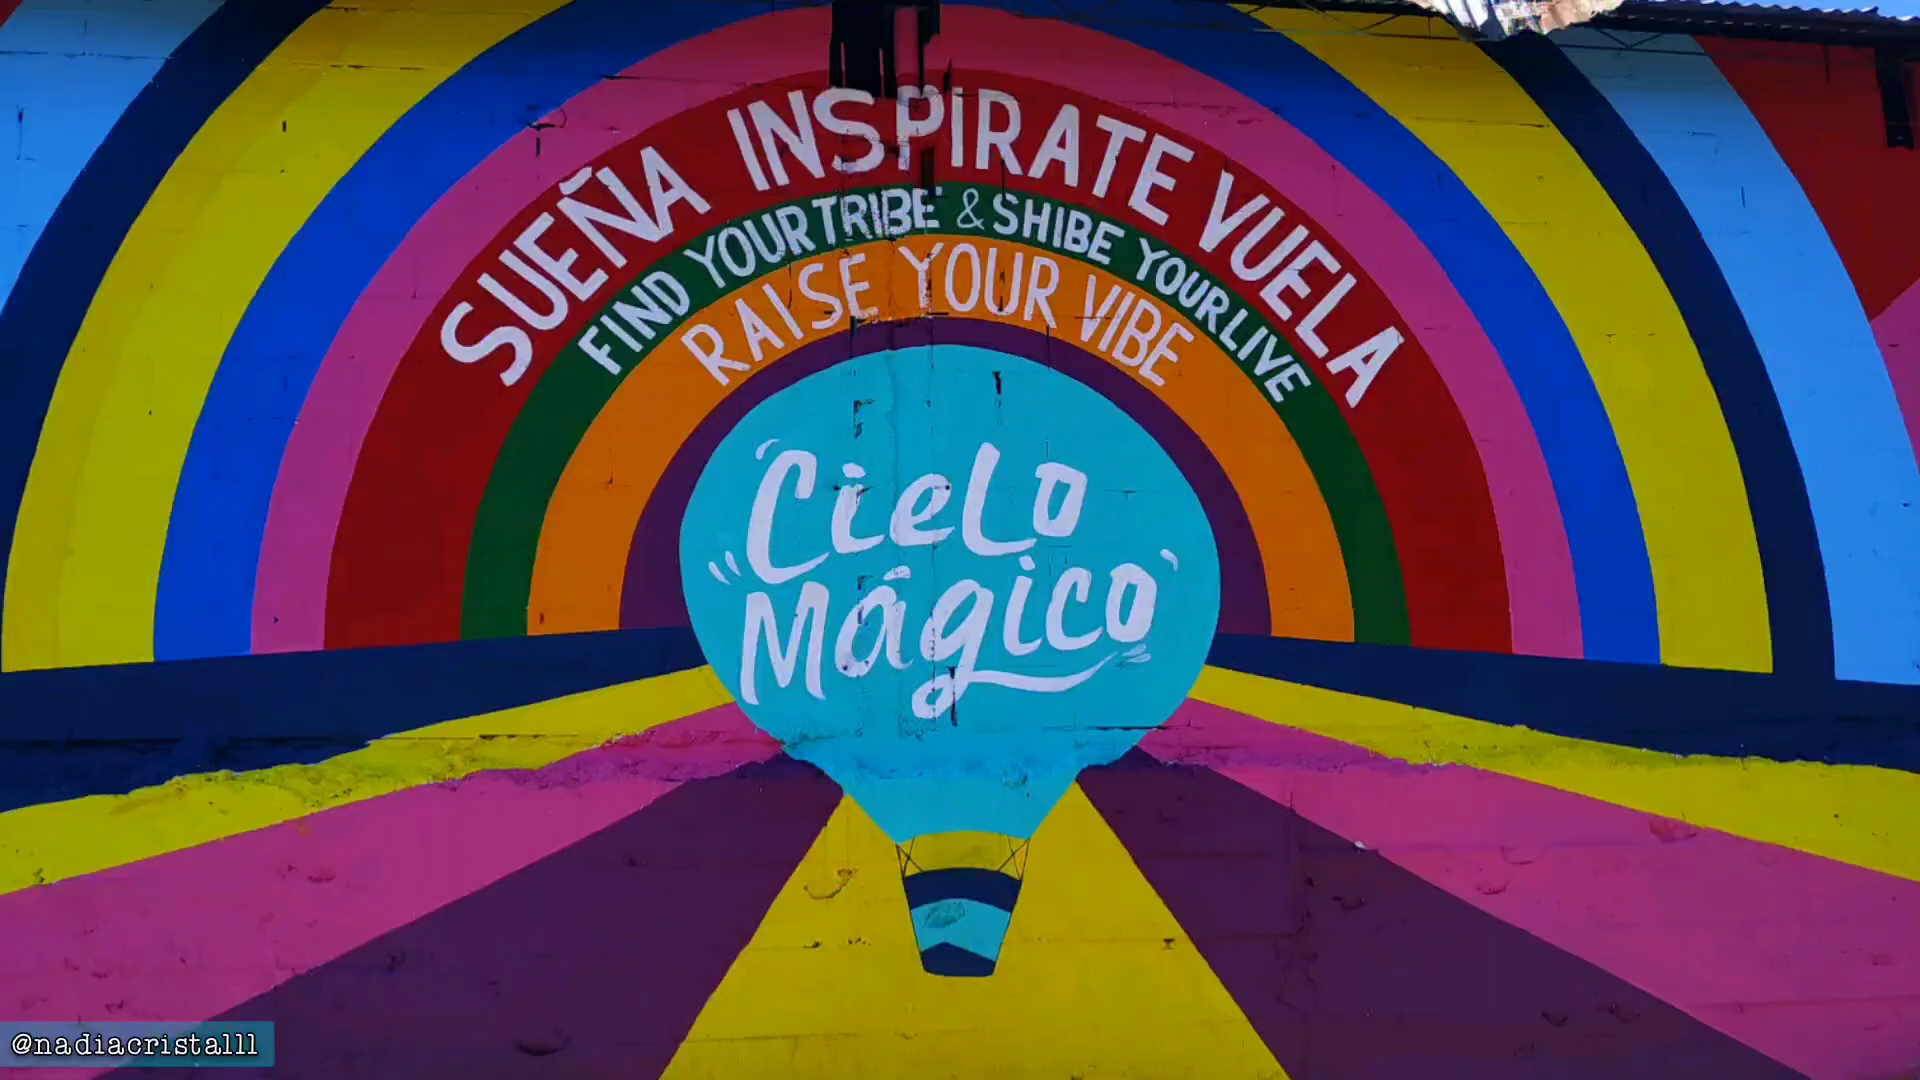 SUEÑA INSPIRATE VUELA
FIND YOUR TRIBE & SHIBE YOUR LIVE
RAISE YOUR VIBE
Cielo
Mágico
@nadiacristalll